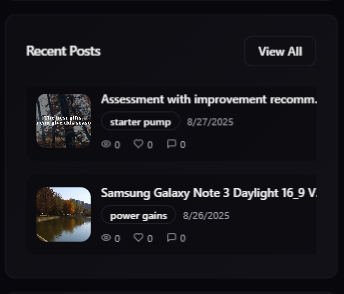 Recent Posts
View All
Assessment with improvement recomm.
starter pump 8/27/2025
0 0 0
Samsung Galaxy Note 3 Daylight 16_9 V.
power gains 8/26/2025
0 0 0